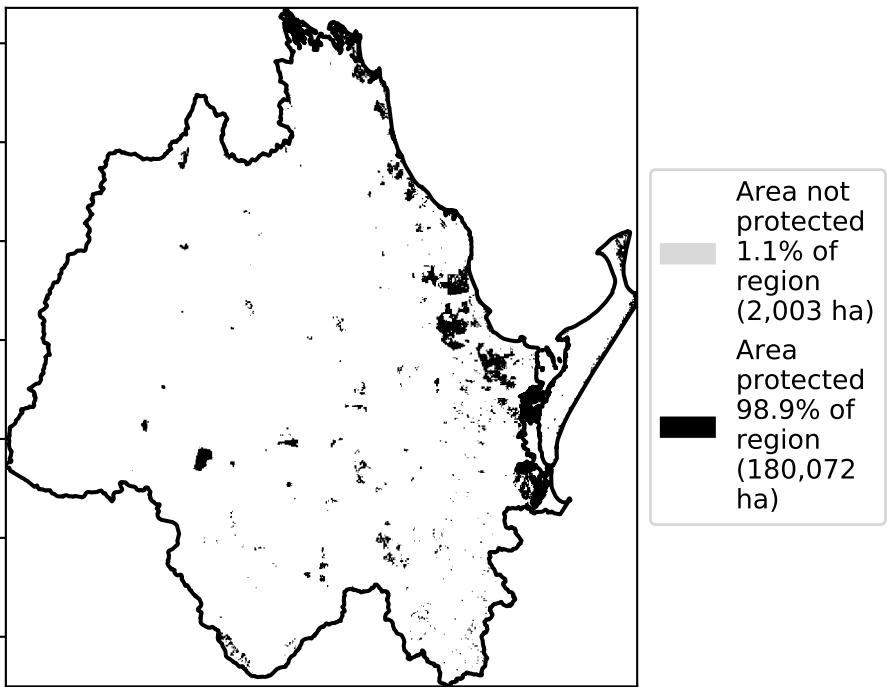 Area not
protected
1.1% of
region
(2,003 ha)
Area
protected
98.9% of
region
(180,072
ha)